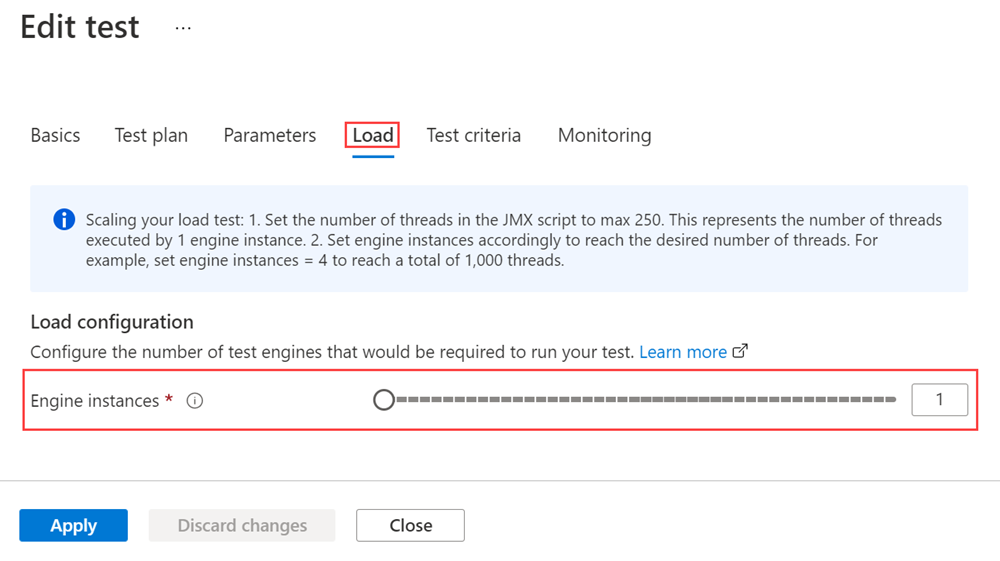 Edit test ...
Basics Test plan Parameters Load Test criteria Monitoring
Scaling your load test: 1. Set the number of threads in the JMX script to max 250. This represents the number of threads
executed by 1 engine instance. 2. Set engine instances accordingly to reach the desired number of threads. For
example, set engine instances = 4 to reach a total of 1,000 threads.
Load configuration
Configure the number of test engines that would be required to run your test. Learn more
Engine instances * 1
Apply Discard changes Close